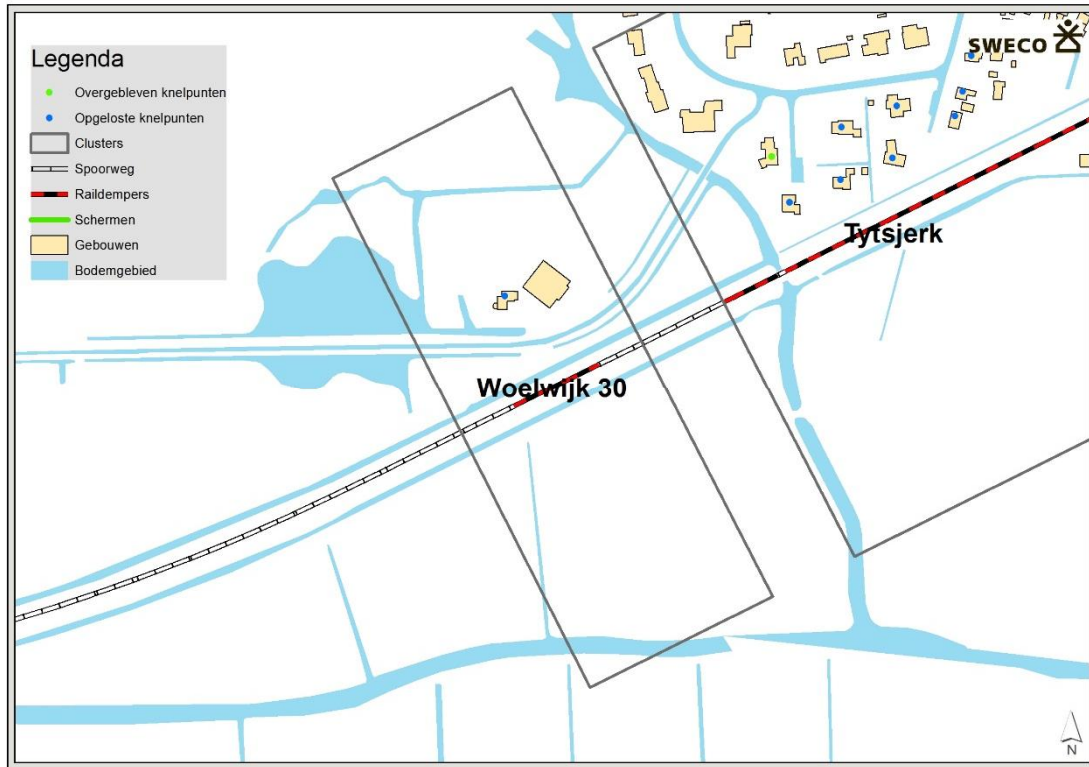 Legenda
Overgebleven knelpunten
Opgeloste knelpunten
Clusters
Spoorweg
Raildempers
Schermen
Gebouwen
Bodemgebied
SWECO
Tytsjerk
Woelwijk 30
N